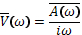 V̅(ω) = A̅(ω)̅ / iω